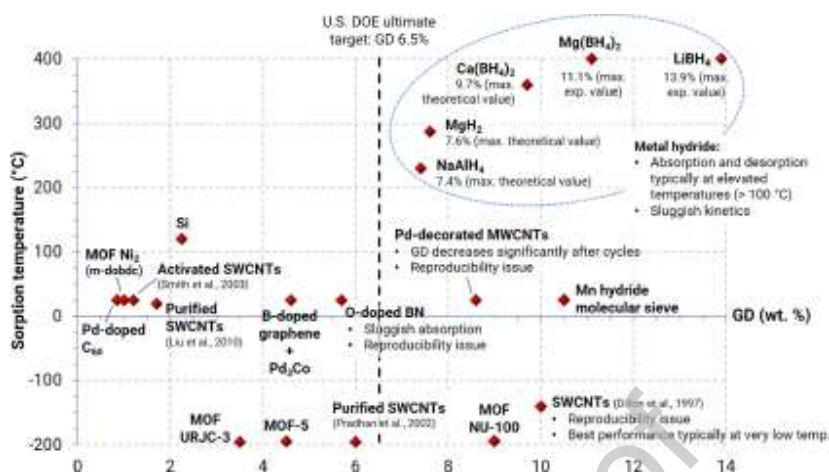 U.S. DOE ultimate
target: GD 6.5%
400
300
200
100
0
-100
-200
Sorption temperature (°C)
Mg(BH₄)₂
11.1% (max.
exp. value)
LiBH₄
13.9% (max.
exp. value)
Ca(BH₄)₂
9.7% (max.
theoretical value)
MgH₂
7.6% (max. theoretical value)
NaAlH₄
7.4% (max. theoretical value)
Metal hydride:
• Absorption and desorption
typically at elevated
temperatures (> 100 °C)
• Sluggish kinetics
Si
MOF Ni₂
(m-dobdc)
Activated SWCNTs
(Smith et al., 2003)
Pd-doped
C₆₀
Purified
SWCNTs
(Liu et al., 2010)
B-doped
graphene
+
Pd₃Co
O-doped BN
• Sluggish absorption
• Reproducibility issue
Pd-decorated MWCNTs
• GD decreases significantly after cycles
• Reproducibility issue
Mn hydride
molecular sieve
GD (wt. %)
MOF
URJC-3
MOF-5
Purified SWCNTs
(Pradhan et al., 2002)
MOF
NU-100
SWCNTs (Dillon et al., 1997)
• Reproducibility issue
• Best performance typically at very low temp.
0 2 4 6 8 10 12 14